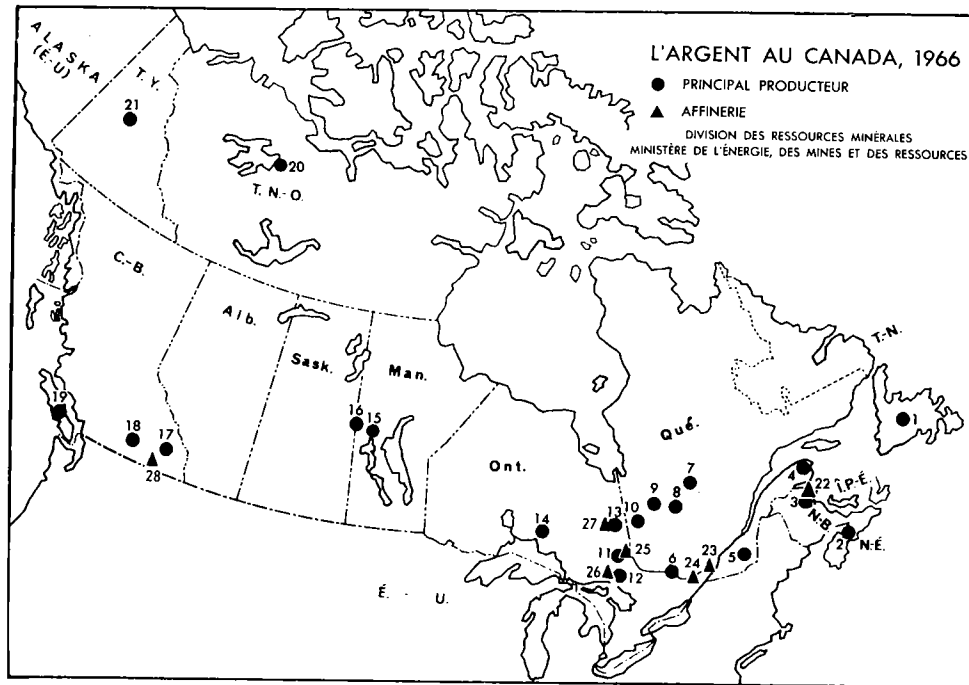 L'ARGENT AU CANADA, 1966
● PRINCIPAL PRODUCTEUR
▲ AFFINERIE
DIVISION DES RESSOURCES MINÉRALES
MINISTÈRE DE L'ÉNERGIE, DES MINES ET DES RESSOURCES
ALASKA
(É.-U)
T.Y.
21
20
T.N.-O.
C.-B.
Alb.
Sask.
Man.
T.-N.
19
18
17
28
16
15
Ont.
Qué.
1
7
4
22
Î.P.-É.
9
8
3
N-B.
14
27
13
10
2
N-É.
11
25
6
23
5
26
12
24
É. - U.